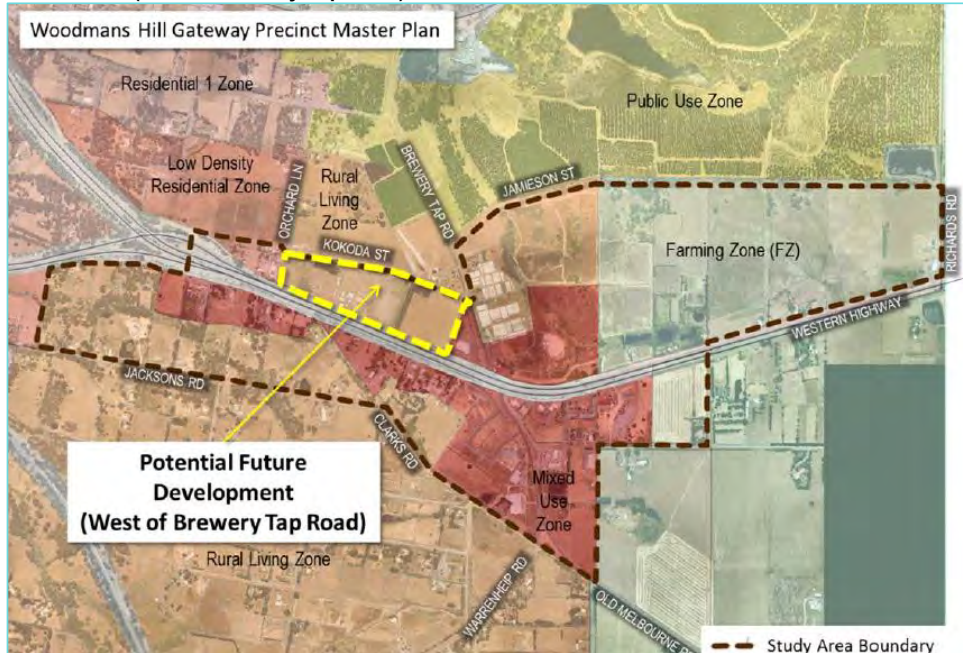 Woodmans Hill Gateway Precinct Master Plan
Residential 1 Zone
Public Use Zone
Low Density
Residential Zone
ORCHARD LN
Rural
Living
Zone
BREWERY TAP RD
JAMIESON ST
KOKODA ST
Farming Zone (FZ)
RICHARDS RD
WESTERN HIGHWAY
JACKSONS RD
CLARKS RD
Potential Future
Development
(West of Brewery Tap Road)
Mixed
Use
Zone
Rural Living Zone
WARRENHEIP RD
OLD MELBOURNE
Study Area Boundary